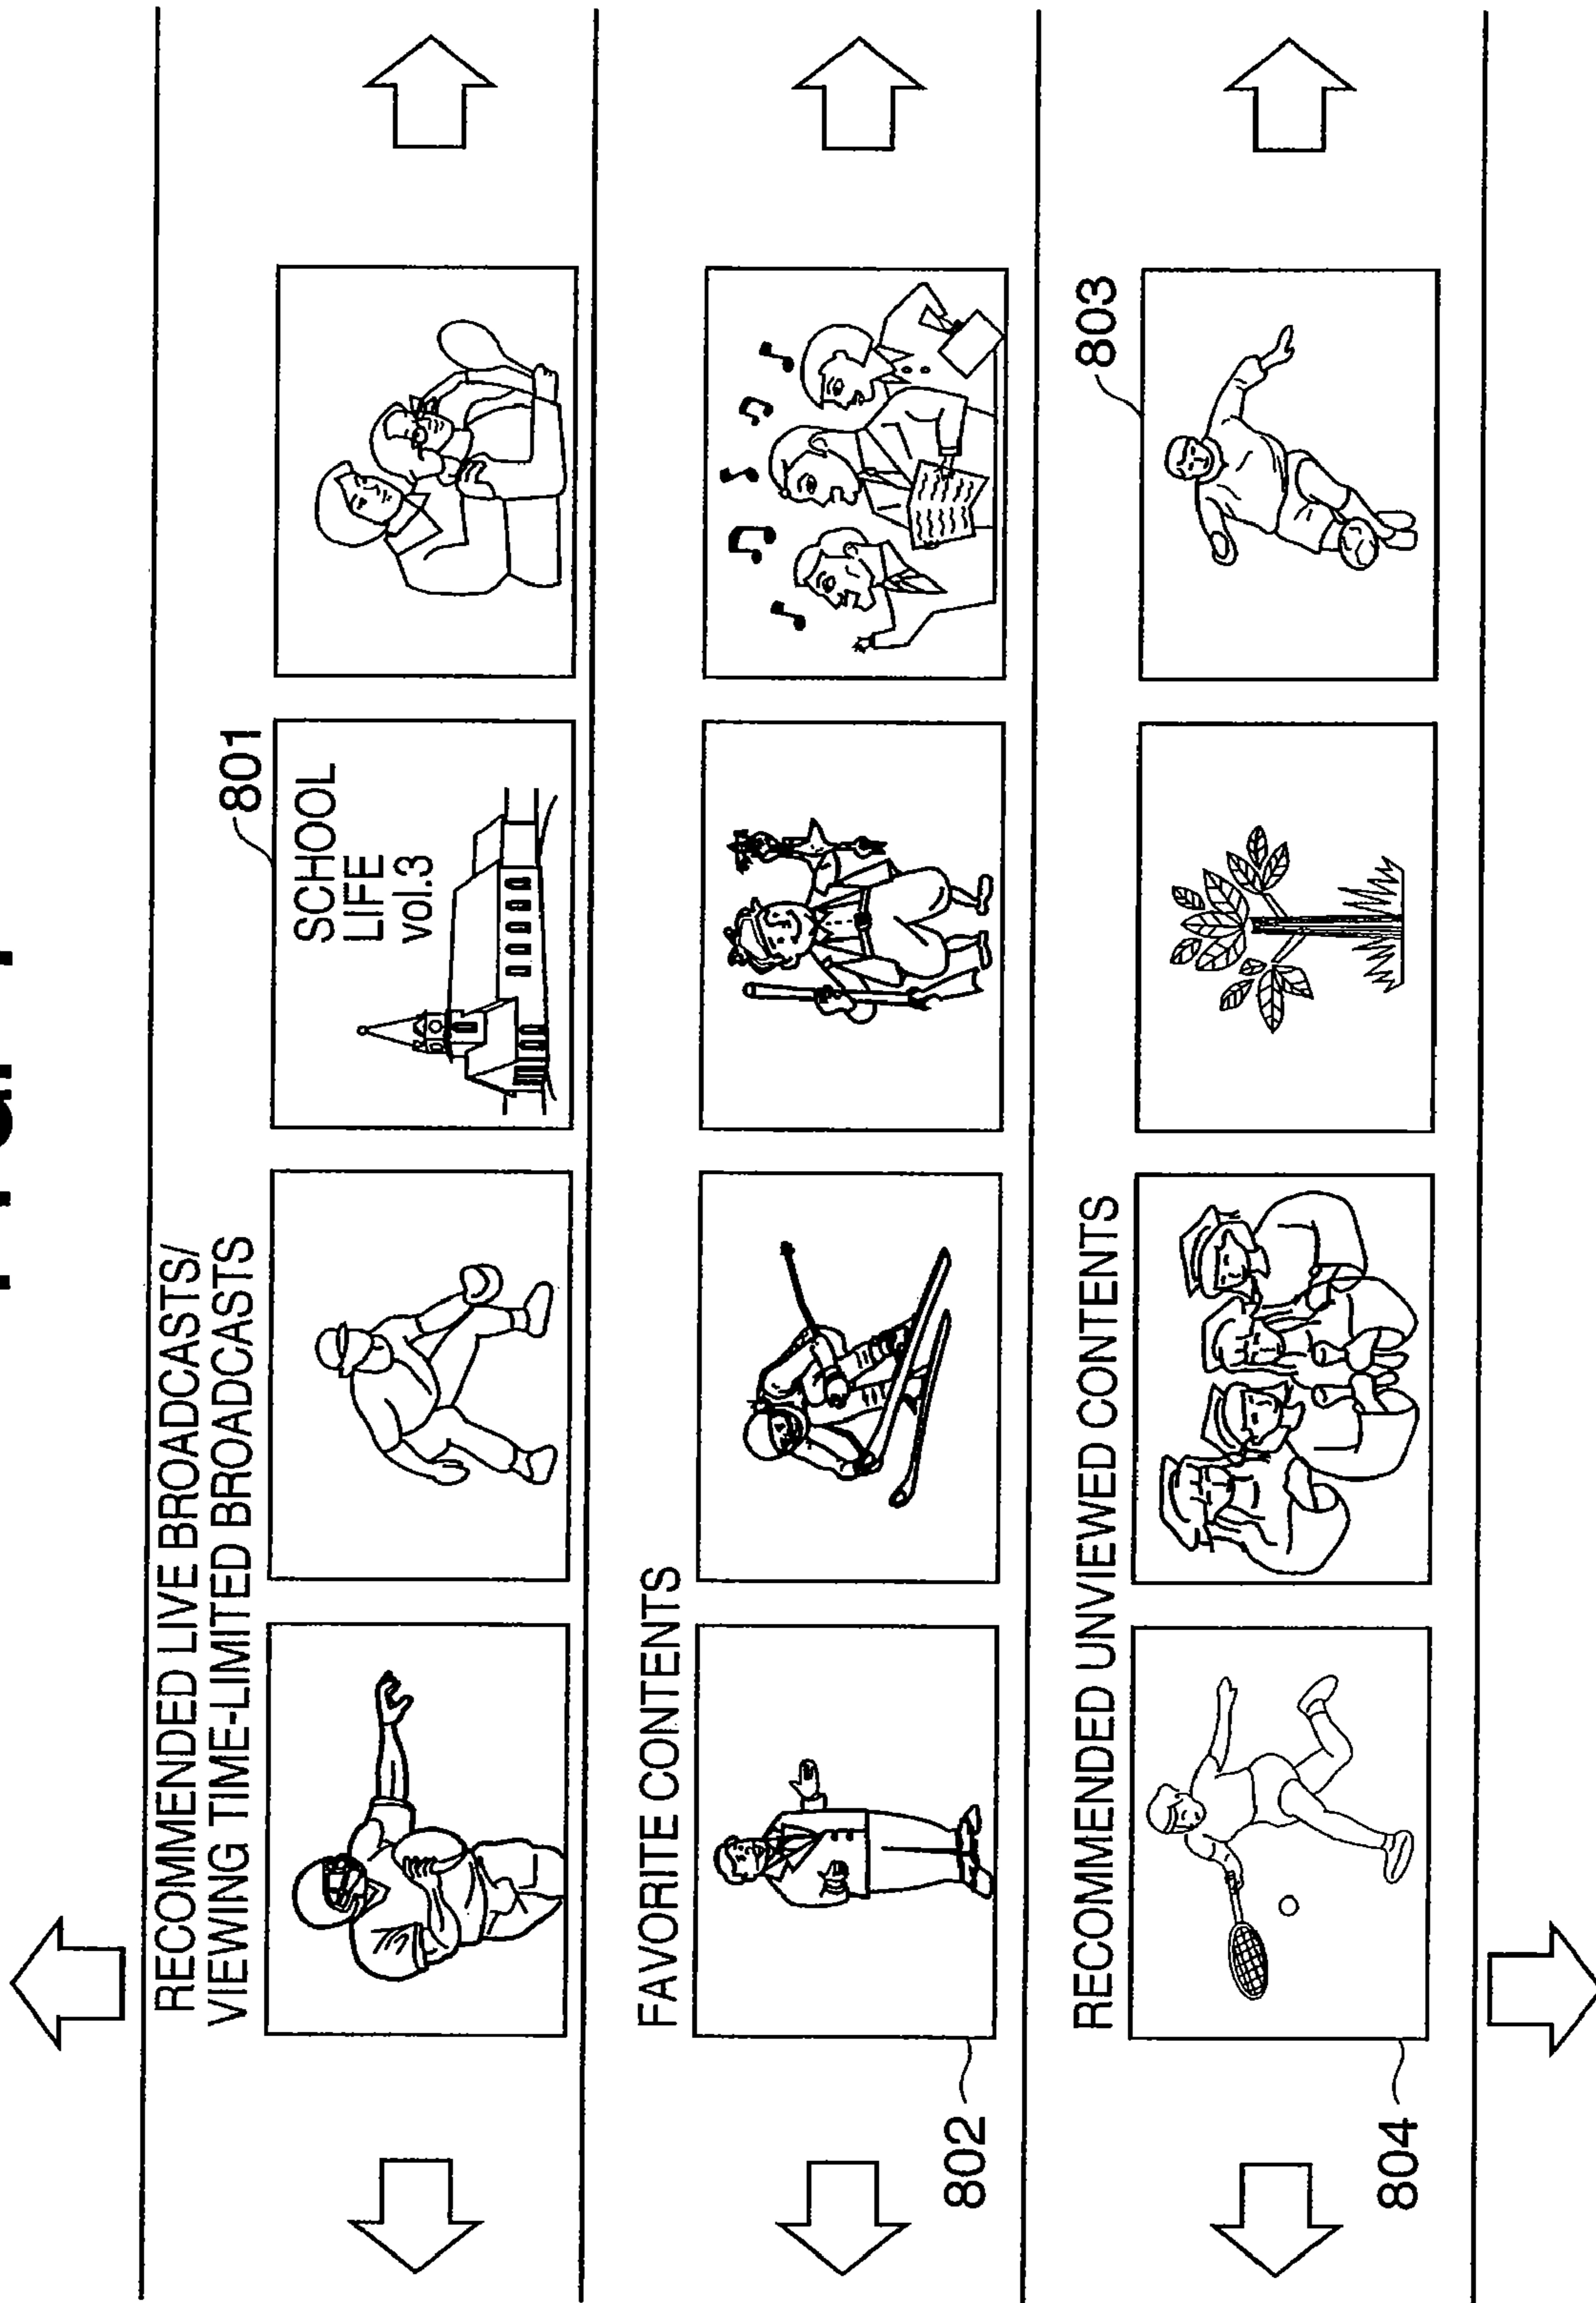 RECOMMENDED LIVE BROADCASTS/
VIEWING TIME-LIMITED BROADCASTS
801
SCHOOL
LIFE
vol.3
FAVORITE CONTENTS
802
RECOMMENDED UNVIEWED CONTENTS
803
804